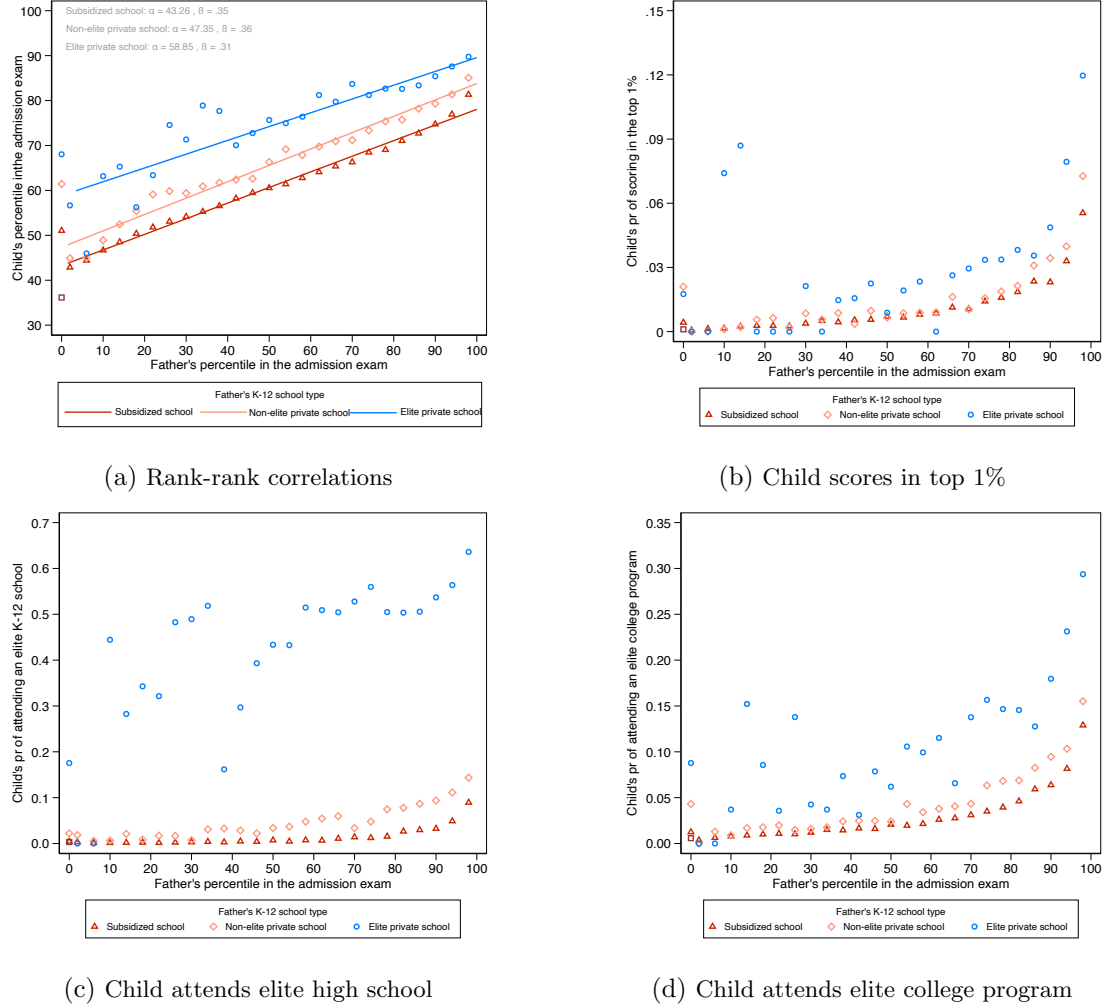 Subsidized school: α = 43.26 , ß = .35
Non-elite private school: α = 47.35 , ß = .36
Elite private school: α = 58.85 , ß = .31
Child's percentile in the admission exam
100
90
80
70
60
50
40
30
0 10 20 30 40 50 60 70 80 90 100
Father's percentile in the admission exam
Father's K-12 school type
Subsidized school Non-elite private school Elite private school
(a) Rank-rank correlations
Child's pr of scoring in the top 1%
.15
.12
.09
.06
.03
0
0 10 20 30 40 50 60 70 80 90 100
Father's percentile in the admission exam
Father's K-12 school type
Subsidized school Non-elite private school Elite private school
(b) Child scores in top 1%
Child's pr of attending an elite K-12 school
0.7
0.6
0.5
0.4
0.3
0.2
0.1
0.0
0 10 20 30 40 50 60 70 80 90 100
Father's percentile in the admission exam
Father's K-12 school type
Subsidized school Non-elite private school Elite private school
(c) Child attends elite high school
Child's pr of attending an elite college program
0.35
0.30
0.25
0.20
0.15
0.10
0.05
0.00
0 10 20 30 40 50 60 70 80 90 100
Father's percentile in the admission exam
Father's K-12 school type
Subsidized school Non-elite private school Elite private school
(d) Child attends elite college program